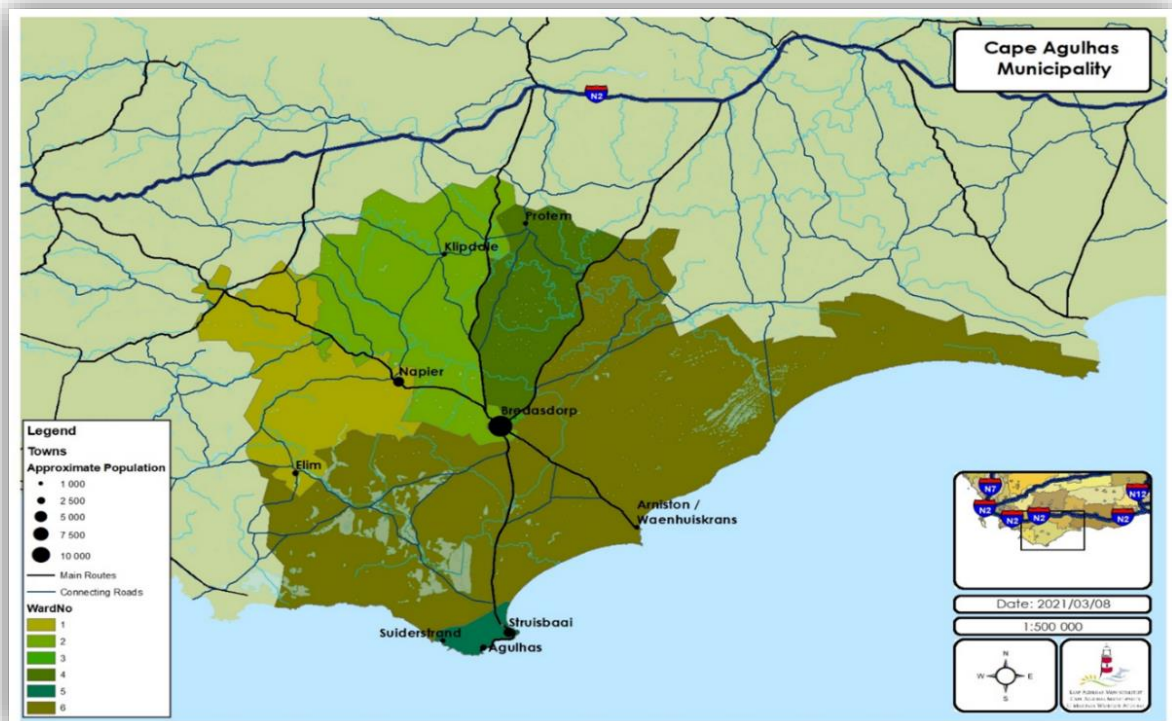 Cape Agulhas
Municipality
N2
Protem
Klipdale
Napier
Bredasdorp
Elim
Arniston /
Waenhuiskrans
Struisbaai
Suiderstrand
Agulhas
Legend
Towns
Approximate Population
1 000
2 500
5 000
7 500
10 000
Main Routes
Connecting Roads
WardNo
1
2
3
4
5
6
N7
N12
N2
N2
N2
N2
Date: 2021/03/08
1:500 000
N
W E
S